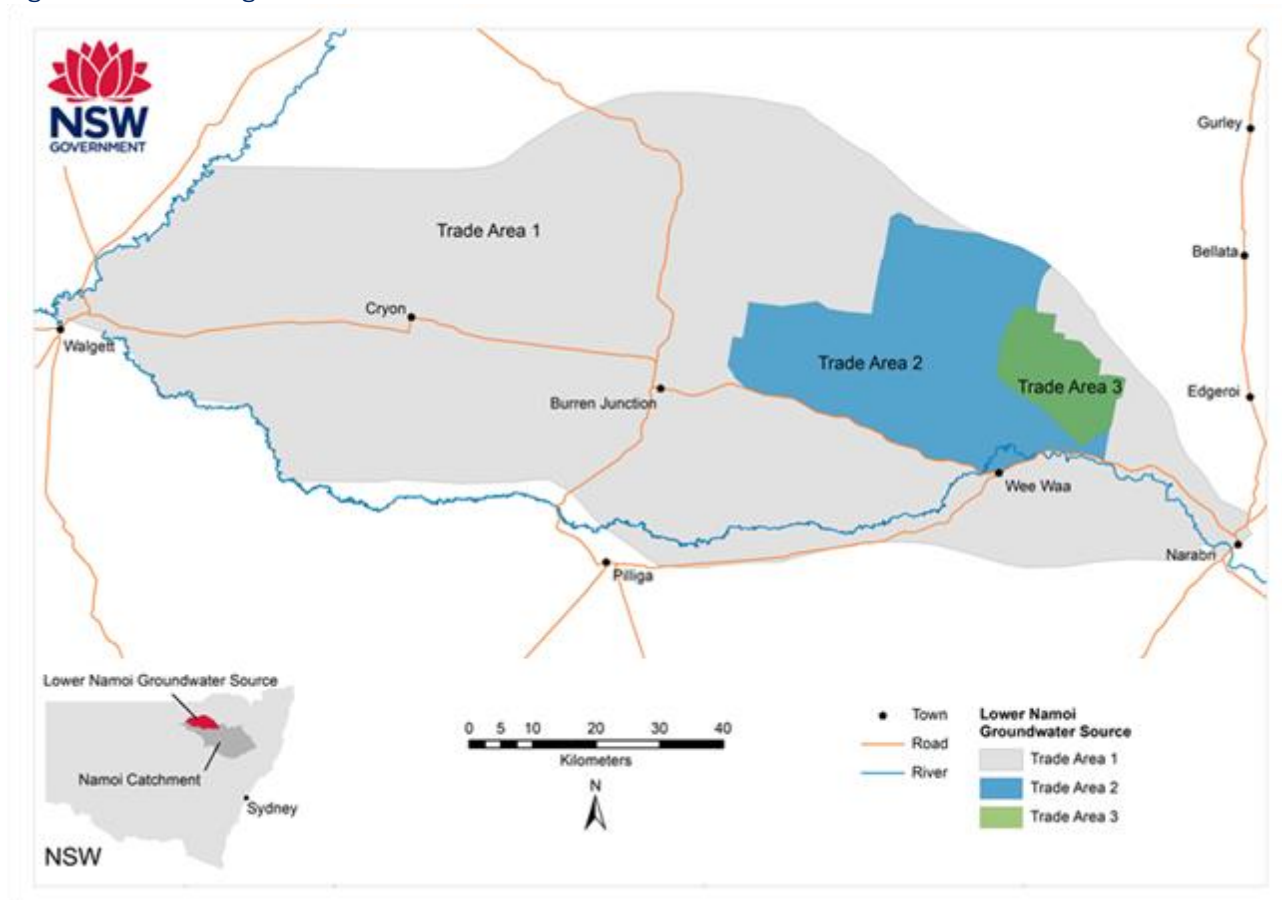 NSW
GOVERNMENT
Gurley
Bellata
Trade Area 1
Cryon
Walgett
Trade Area 2
Trade Area 3
Edgeroi
Burren Junction
Wee Waa
Narabri
Pilliga
Lower Namoi Groundwater Source
Namoi Catchment
Sydney
NSW
0 5 10 20 30 40
Kilometers
N
Town
Road
River
Lower Namoi
Groundwater Source
Trade Area 1
Trade Area 2
Trade Area 3